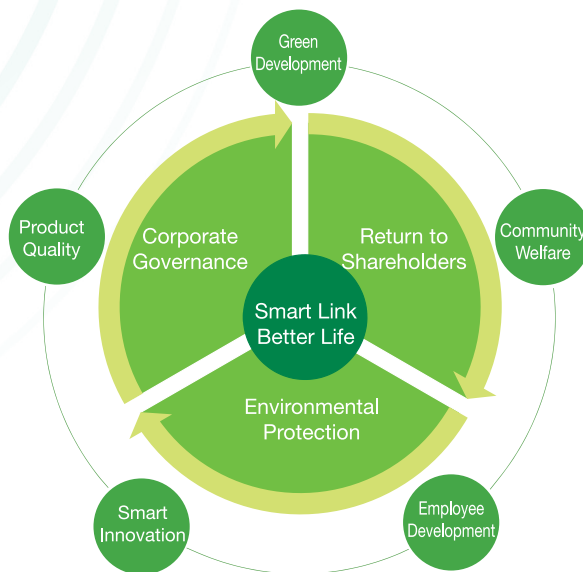 Green
Development
Product
Quality
Corporate
Governance
Return to
Shareholders
Community
Welfare
Smart Link
Better Life
Environmental
Protection
Smart
Innovation
Employee
Development